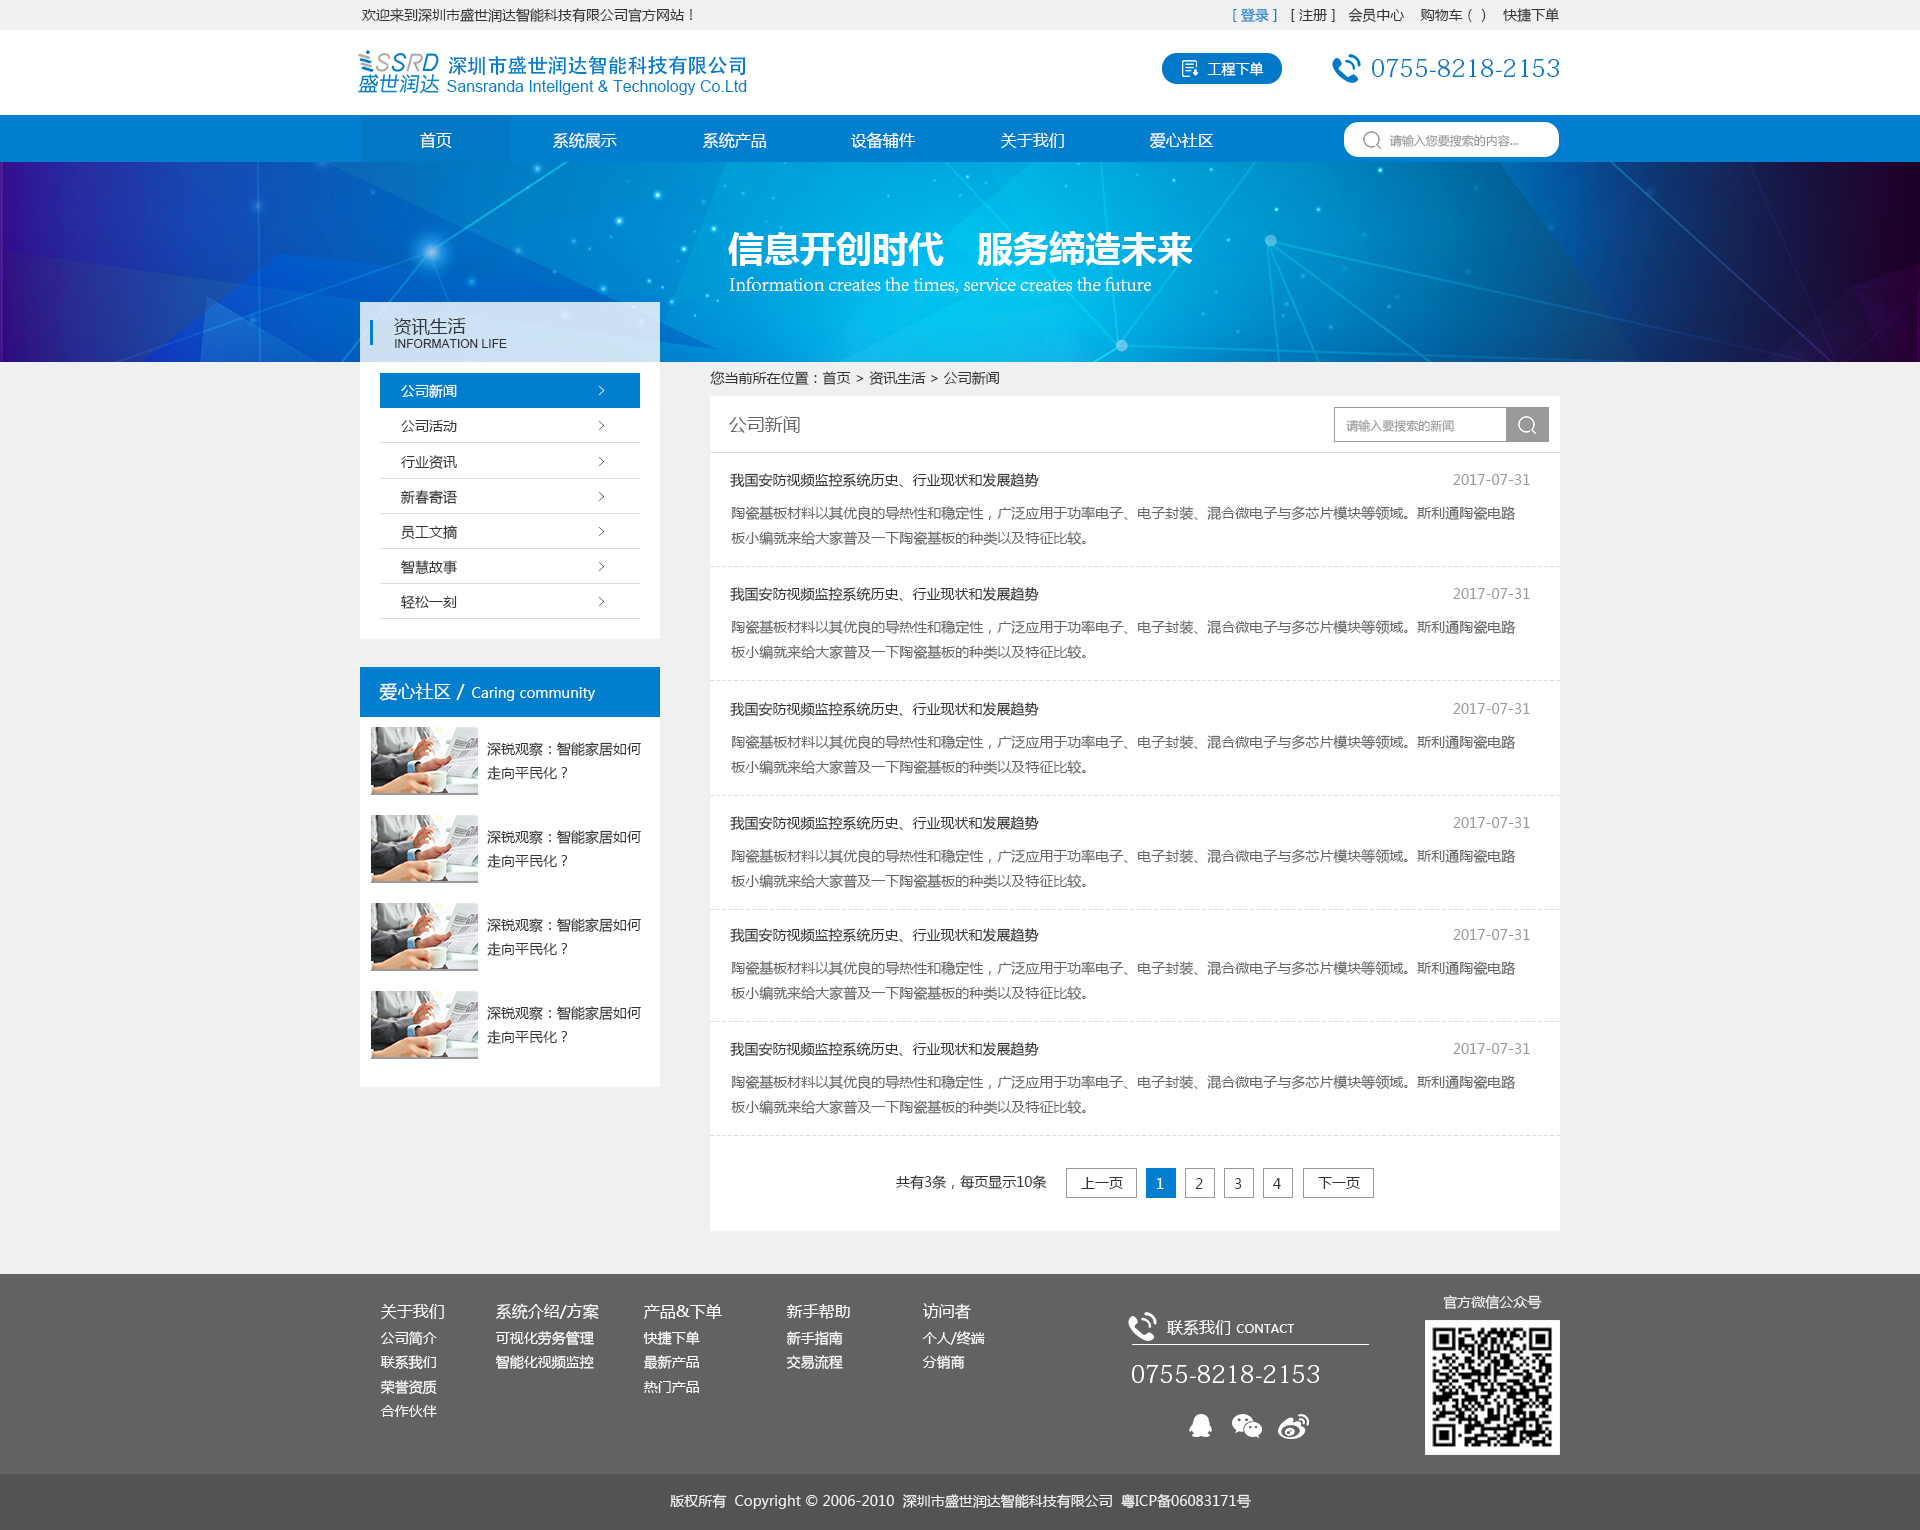 欢迎来到深圳市盛世润达智能科技有限公司官方网站！
[ 登录 ] [ 注册 ] 会员中心 购物车 ( ) 快捷下单
SSRD
盛世润达
深圳市盛世润达智能科技有限公司
Sansranda Intellgent & Technology Co.Ltd
工程下单
0755-8218-2153
首页 系统展示 系统产品 设备辅件 关于我们 爱心社区
请输入您要搜索的内容...
信息开创时代 服务缔造未来
Information creates the times, service creates the future
资讯生活
INFORMATION LIFE
公司新闻
公司活动
行业资讯
新春寄语
员工文摘
智慧故事
轻松一刻
爱心社区 / Caring community
深锐观察：智能家居如何
走向平民化？
深锐观察：智能家居如何
走向平民化？
深锐观察：智能家居如何
走向平民化？
深锐观察：智能家居如何
走向平民化？
您当前所在位置：首页 > 资讯生活 > 公司新闻
公司新闻
请输入要搜索的新闻
我国安防视频监控系统历史、行业现状和发展趋势 2017-07-31
陶瓷基板材料以其优良的导热性和稳定性，广泛应用于功率电子、电子封装、混合微电子与多芯片模块等领域。斯利通陶瓷电路
板小编就来给大家普及一下陶瓷基板的种类以及特征比较。
我国安防视频监控系统历史、行业现状和发展趋势 2017-07-31
陶瓷基板材料以其优良的导热性和稳定性，广泛应用于功率电子、电子封装、混合微电子与多芯片模块等领域。斯利通陶瓷电路
板小编就来给大家普及一下陶瓷基板的种类以及特征比较。
我国安防视频监控系统历史、行业现状和发展趋势 2017-07-31
陶瓷基板材料以其优良的导热性和稳定性，广泛应用于功率电子、电子封装、混合微电子与多芯片模块等领域。斯利通陶瓷电路
板小编就来给大家普及一下陶瓷基板的种类以及特征比较。
我国安防视频监控系统历史、行业现状和发展趋势 2017-07-31
陶瓷基板材料以其优良的导热性和稳定性，广泛应用于功率电子、电子封装、混合微电子与多芯片模块等领域。斯利通陶瓷电路
板小编就来给大家普及一下陶瓷基板的种类以及特征比较。
我国安防视频监控系统历史、行业现状和发展趋势 2017-07-31
陶瓷基板材料以其优良的导热性和稳定性，广泛应用于功率电子、电子封装、混合微电子与多芯片模块等领域。斯利通陶瓷电路
板小编就来给大家普及一下陶瓷基板的种类以及特征比较。
我国安防视频监控系统历史、行业现状和发展趋势 2017-07-31
陶瓷基板材料以其优良的导热性和稳定性，广泛应用于功率电子、电子封装、混合微电子与多芯片模块等领域。斯利通陶瓷电路
板小编就来给大家普及一下陶瓷基板的种类以及特征比较。
共有3条，每页显示10条 上一页 1 2 3 4 下一页
关于我们
公司简介
联系我们
荣誉资质
合作伙伴
系统介绍/方案
可视化劳务管理
智能化视频监控
产品&下单
快捷下单
最新产品
热门产品
新手帮助
新手指南
交易流程
访问者
个人/终端
分销商
联系我们 CONTACT
0755-8218-2153
官方微信公众号
版权所有 Copyright © 2006-2010 深圳市盛世润达智能科技有限公司 粤ICP备06083171号